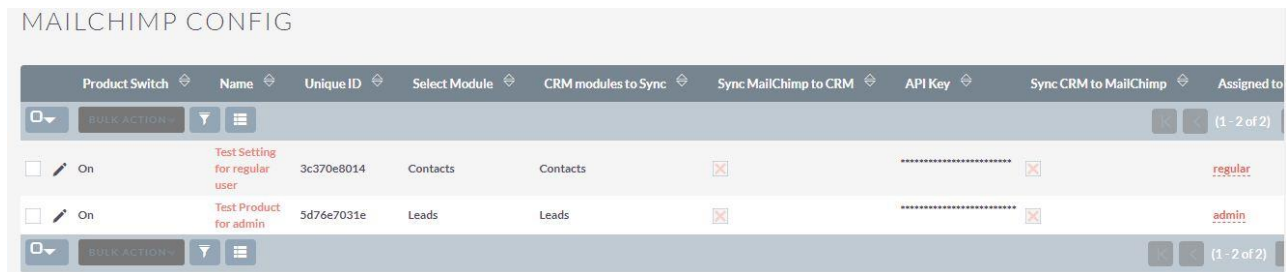 MAILCHIMP CONFIG
Product Switch Name Unique ID Select Module CRM modules to Sync Sync MailChimp to CRM API Key Sync CRM to MailChimp Assigned to
BULK ACTION (1 - 2 of 2)
On Test Setting for regular user 3c370e8014 Contacts Contacts ************************ regular
On Test Product for admin 5d76e7031e Leads Leads ************************* admin
BULK ACTION (1 - 2 of 2)